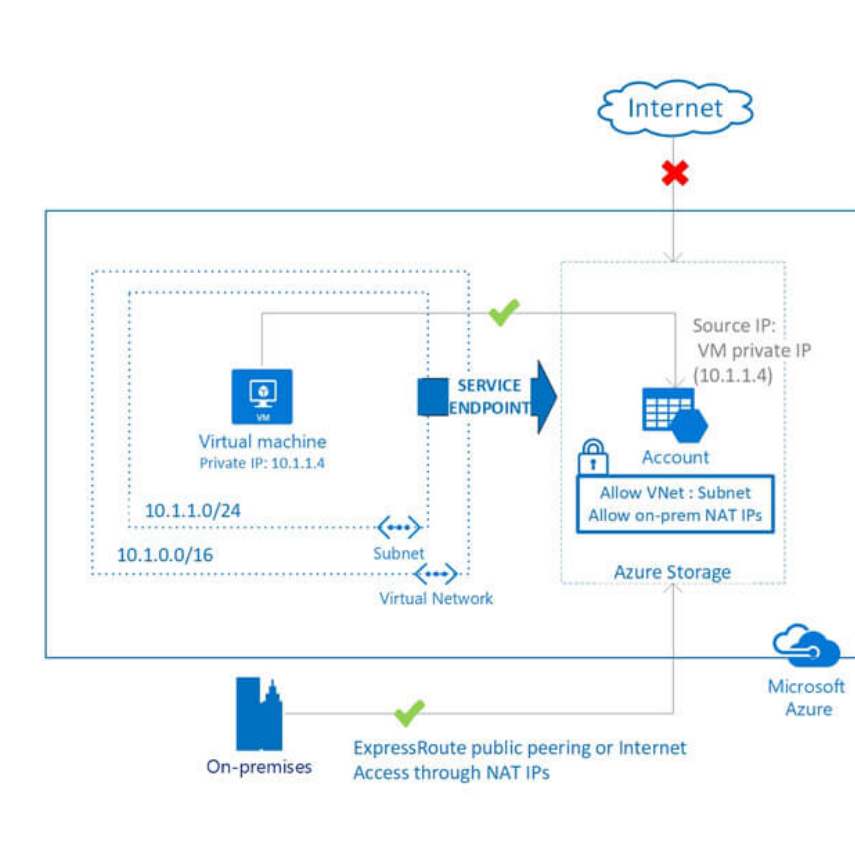 Internet
Source IP:
VM private IP
(10.1.1.4)
SERVICE
ENDPOINT
VM
Virtual machine
Private IP: 10.1.1.4
Account
Allow VNet : Subnet
Allow on-prem NAT IPs
10.1.1.0/24
Subnet
10.1.0.0/16
Azure Storage
Virtual Network
Microsoft
Azure
On-premises
ExpressRoute public peering or Internet
Access through NAT IPs